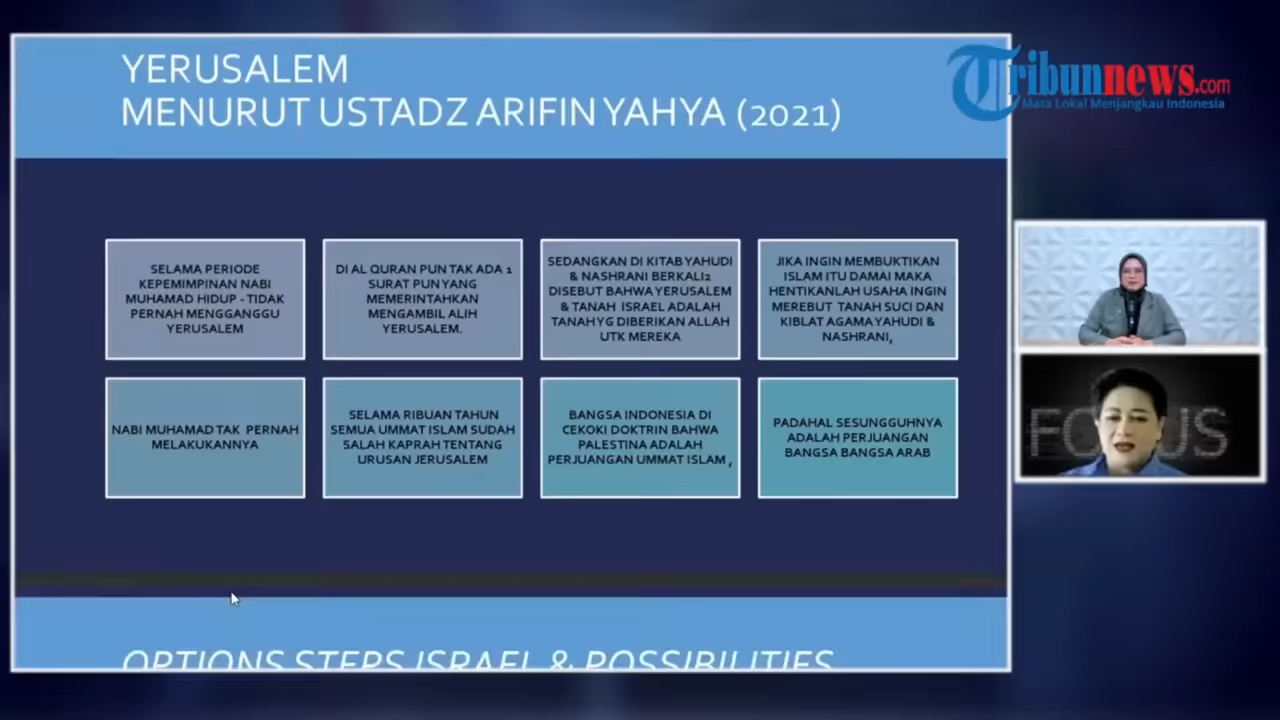 YERUSALEM
MENURUT USTADZ ARIFIN YAHYA (2021)
Tribunnews.com
Mata Lokal Menjangkau Indonesia
SELAMA PERIODE
KEPEMIMPINAN NABI
MUHAMAD HIDUP - TIDAK
PERNAH MENGGANGGU
YERUSALEM
DI AL QURAN PUN TAK ADA 1
SURAT PUN YANG
MEMERINTAHKAN
MENGAMBIL ALIH
YERUSALEM.
SEDANGKAN DI KITAB YAHUDI
& NASHRANI BERKALI2
DISEBUT BAHWA YERUSALEM
& TANAH ISRAEL ADALAH
TANAH YG DIBERIKAN ALLAH
UTK MEREKA
JIKA INGIN MEMBUKTIKAN
ISLAM ITU DAMAI MAKA
HENTIKANLAH USAHA INGIN
MEREBUT TANAH SUCI DAN
KIBLAT AGAMA YAHUDI &
NASHRANI,
NABI MUHAMAD TAK PERNAH
MELAKUKANNYA
SELAMA RIBUAN TAHUN
SEMUA UMMAT ISLAM SUDAH
SALAH KAPRAH TENTANG
URUSAN JERUSALEM
BANGSA INDONESIA DI
CEKOKI DOKTRIN BAHWA
PALESTINA ADALAH
PERJUANGAN UMMAT ISLAM ,
PADAHAL SESUNGGUHNYA
ADALAH PERJUANGAN
BANGSA BANGSA ARAB
OPTIONS STEPS ISRAEL & POSSIBILITIES